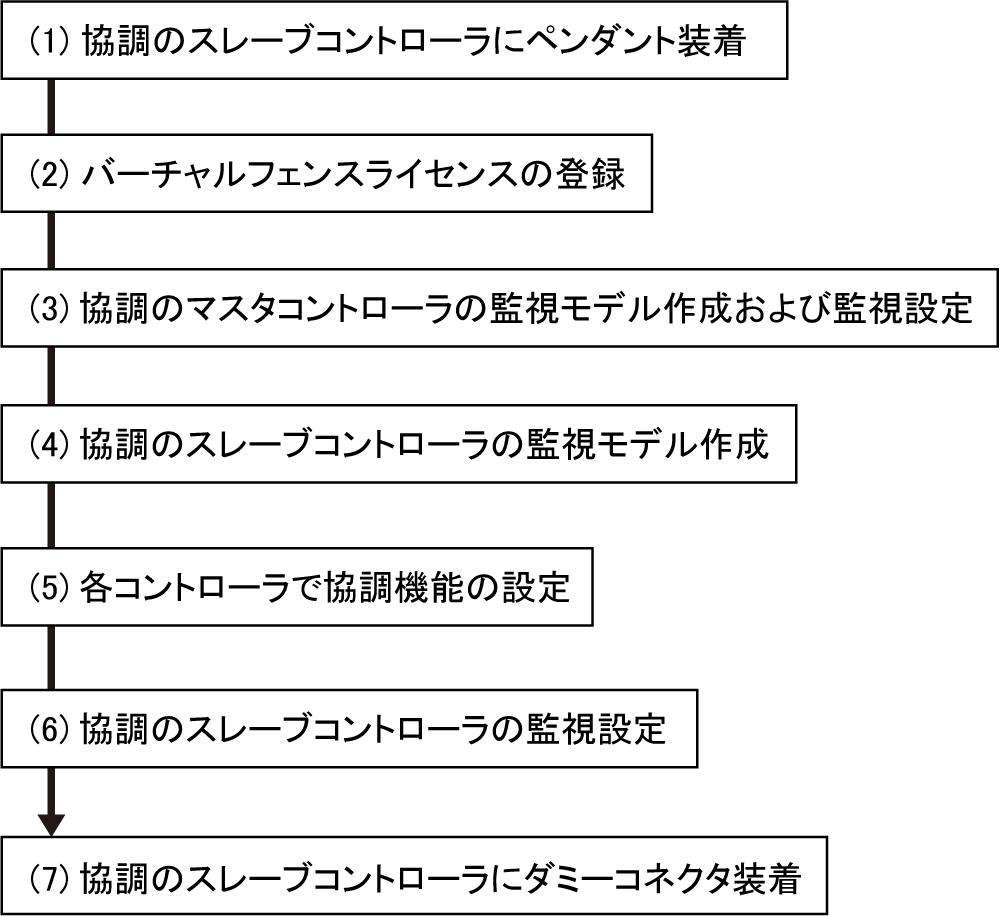 (1) 協調のスレーブコントローラにペンダント装着
(2) バーチャルフェンスライセンスの登録
(3) 協調のマスタコントローラの監視モデル作成および監視設定
(4) 協調のスレーブコントローラの監視モデル作成
(5) 各コントローラで協調機能の設定
(6) 協調のスレーブコントローラの監視設定
(7) 協調のスレーブコントローラにダミーコネクタ装着